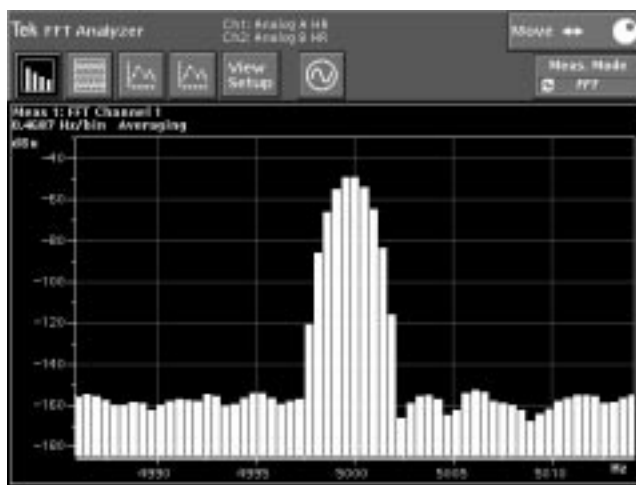 Tek FFT Analyzer
Ch1: Analog A HR
Ch2: Analog B HR
Move
View
Setup
Meas. Mode
FFT
Meas 1: FFT Channel 1
0.4687 Hz/bin Averaging
dBu
-40
-60
-80
-100
-120
-140
-160
-180
4990
4995
5000
5005
5010
Hz